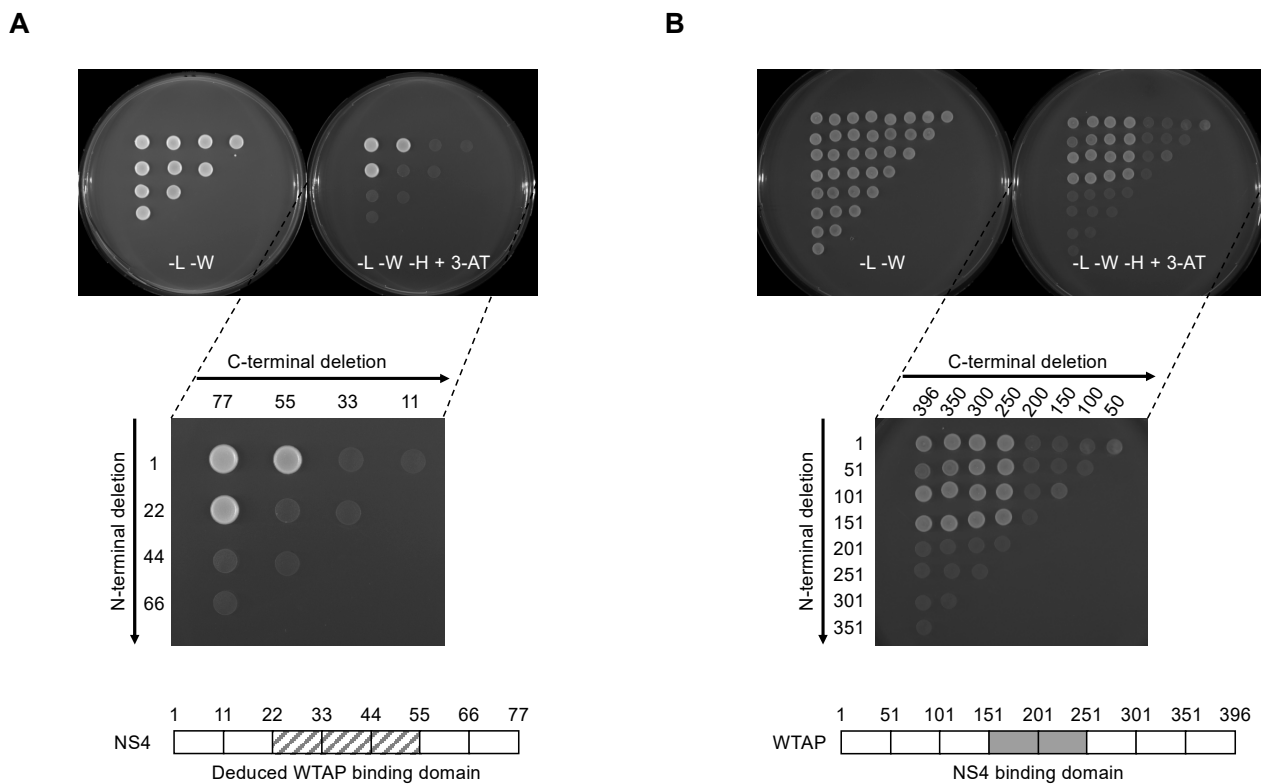 A
-L -W
-L -W -H + 3-AT
C-terminal deletion
77 55 33 11
N-terminal deletion
1
22
44
66
1 11 22 33 44 55 66 77
NS4
Deduced WTAP binding domain
B
-L -W
-L -W -H + 3-AT
C-terminal deletion
396 350 300 250 200 150 100 50
N-terminal deletion
1
51
101
151
201
251
301
351
1 51 101 151 201 251 301 351 396
WTAP
NS4 binding domain